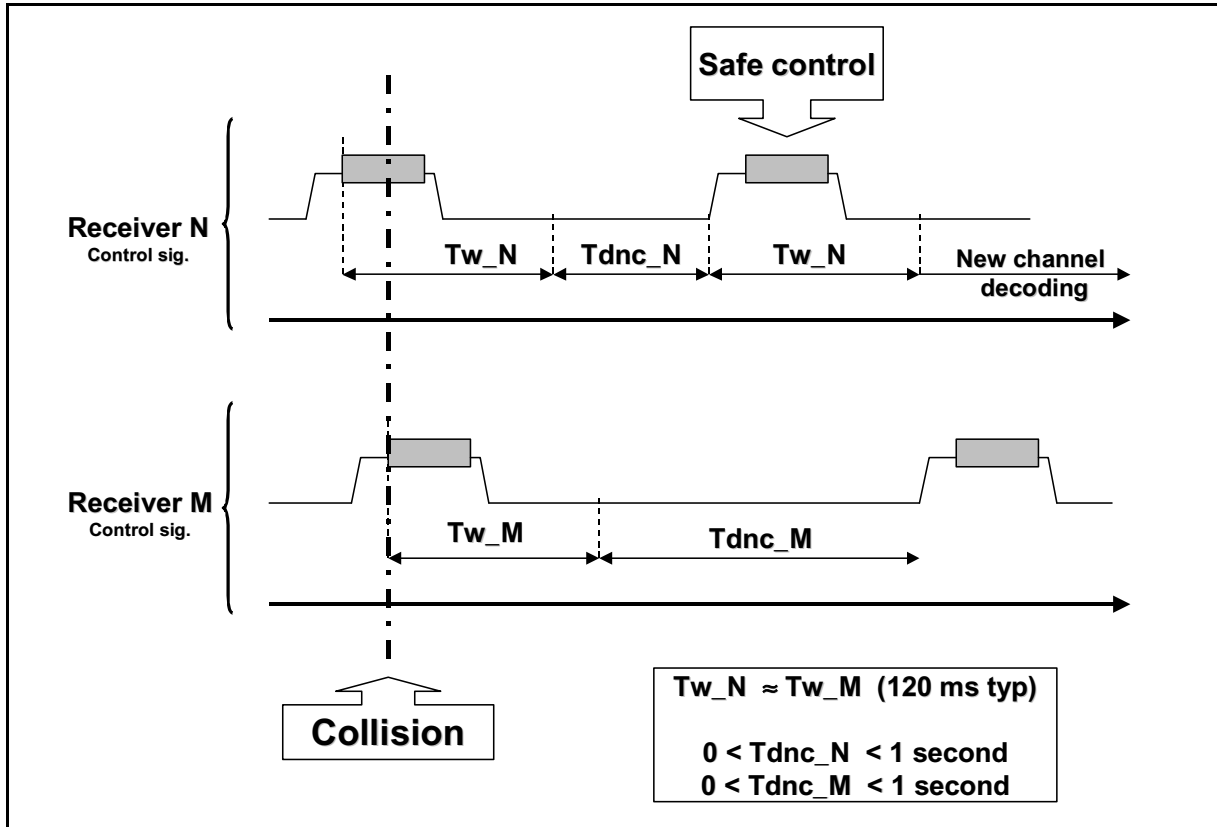 Safe control
Receiver N
Control sig.
Tw_N
Tdnc_N
Tw_N
New channel
decoding
Receiver M
Control sig.
Tw_M
Tdnc_M
Collision
Tw_N ≈ Tw_M (120 ms typ)
0 < Tdnc_N < 1 second
0 < Tdnc_M < 1 second